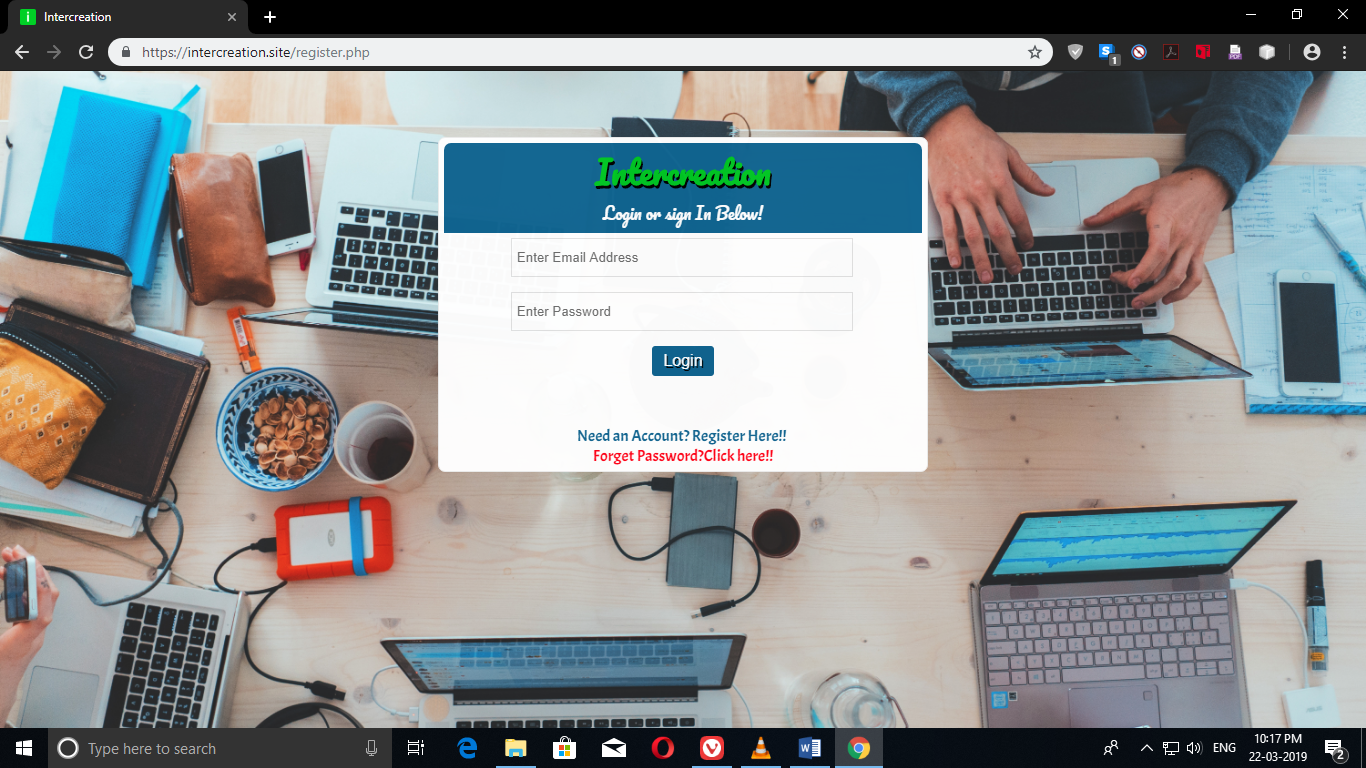 Intercreation
https://intercreation.site/register.php
1
Intercreation
Login or sign In Below!
Enter Email Address
Enter Password
Login
Need an Account? Register Here!!
Forget Password?Click here!!
Type here to search
ENG
10:17 PM
22-03-2019
2